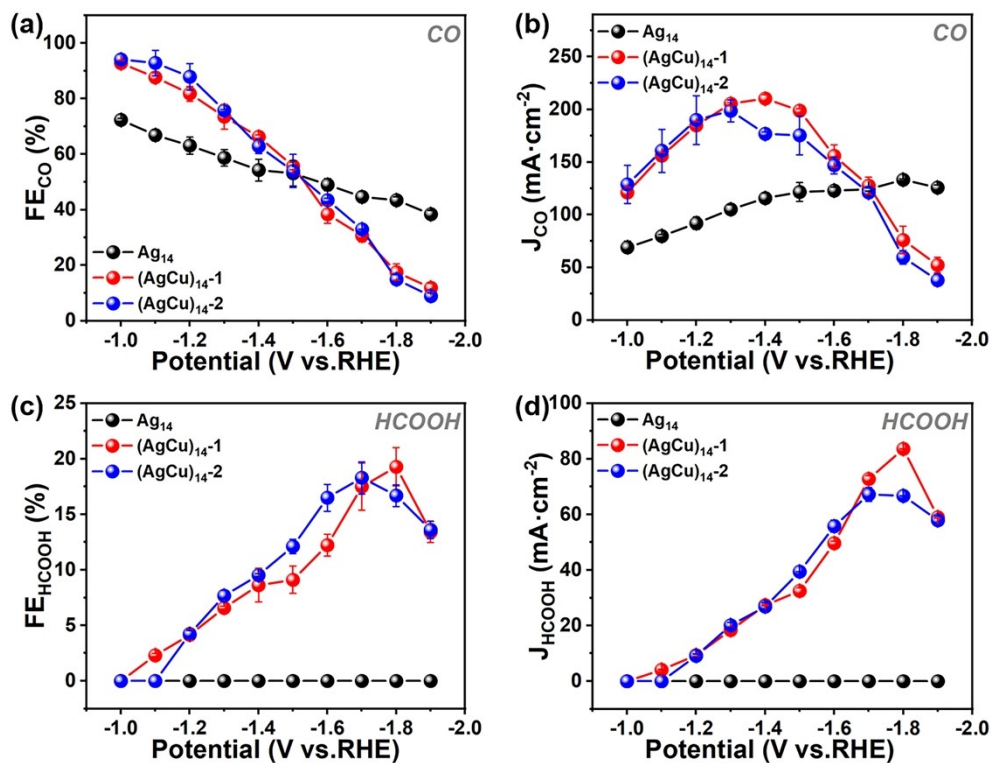 (a)
CO
FE_CO (%)
100
80
60
40
20
0
Ag₁₄
(AgCu)₁₄-1
(AgCu)₁₄-2
-1.0 -1.2 -1.4 -1.6 -1.8 -2.0
Potential (V vs.RHE)
(b)
CO
J_CO (mA·cm⁻²)
250
200
150
100
50
0
Ag₁₄
(AgCu)₁₄-1
(AgCu)₁₄-2
-1.0 -1.2 -1.4 -1.6 -1.8 -2.0
Potential (V vs.RHE)
(c)
HCOOH
FE_HCOOH (%)
25
20
15
10
5
0
Ag₁₄
(AgCu)₁₄-1
(AgCu)₁₄-2
-1.0 -1.2 -1.4 -1.6 -1.8 -2.0
Potential (V vs.RHE)
(d)
HCOOH
J_HCOOH (mA·cm⁻²)
100
80
60
40
20
0
Ag₁₄
(AgCu)₁₄-1
(AgCu)₁₄-2
-1.0 -1.2 -1.4 -1.6 -1.8 -2.0
Potential (V vs.RHE)